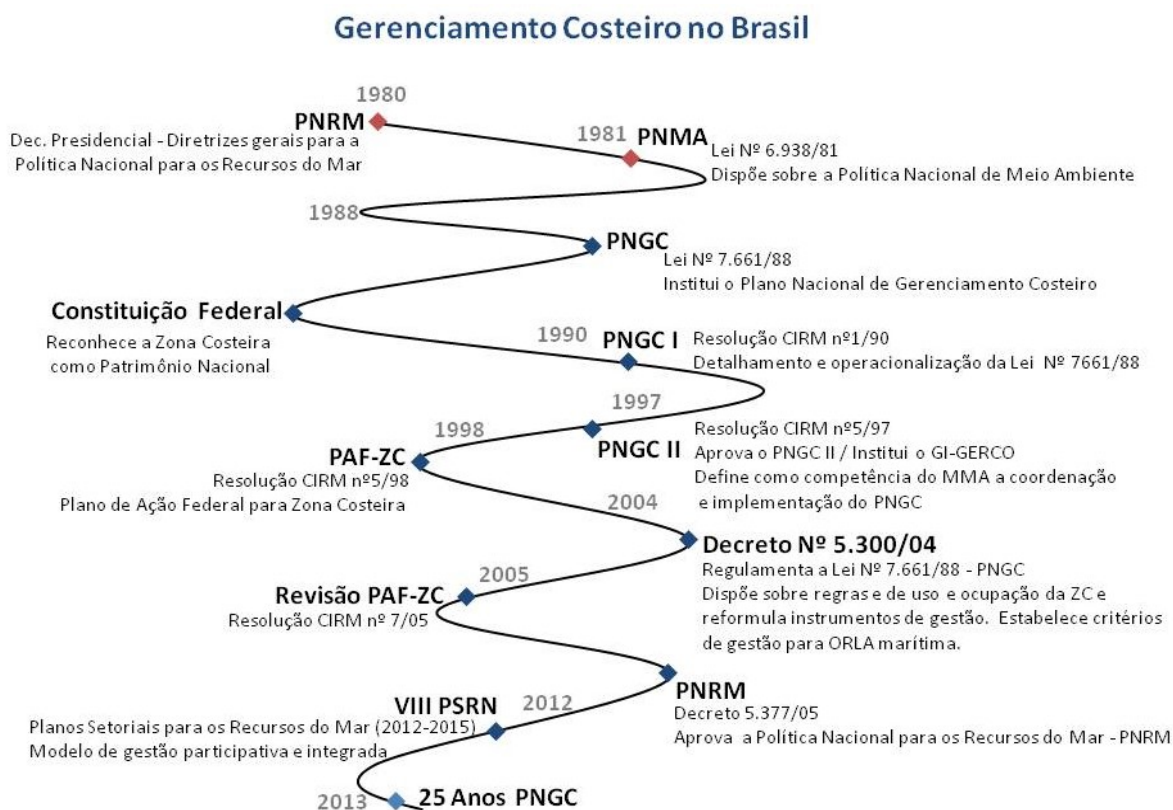 Gerenciamento Costeiro no Brasil
1980
PNRM
Dec. Presidencial - Diretrizes gerais para a
Política Nacional para os Recursos do Mar
1981
PNMA
Lei Nº 6.938/81
Dispõe sobre a Política Nacional de Meio Ambiente
1988
PNGC
Lei Nº 7.661/88
Institui o Plano Nacional de Gerenciamento Costeiro
Constituição Federal
Reconhece a Zona Costeira
como Patrimônio Nacional
1990
PNGC I
Resolução CIRM nº1/90
Detalhamento e operacionalização da Lei Nº 7661/88
1997
PNGC II
Resolução CIRM nº5/97
Aprova o PNGC II / Institui o GI-GERCO
Define como competência do MMA a coordenação
e implementação do PNGC
1998
PAF-ZC
Resolução CIRM nº5/98
Plano de Ação Federal para Zona Costeira
2004
Decreto Nº 5.300/04
Regulamenta a Lei Nº 7.661/88 - PNGC
Dispõe sobre regras e de uso e ocupação da ZC e
reformula instrumentos de gestão. Estabelece critérios
de gestão para ORLA marítima.
2005
Revisão PAF-ZC
Resolução CIRM nº 7/05
PNRM
Decreto 5.377/05
Aprova a Política Nacional para os Recursos do Mar - PNRM
2012
VIII PSRN
Planos Setoriais para os Recursos do Mar (2012-2015)
Modelo de gestão participativa e integrada
2013
25 Anos PNGC